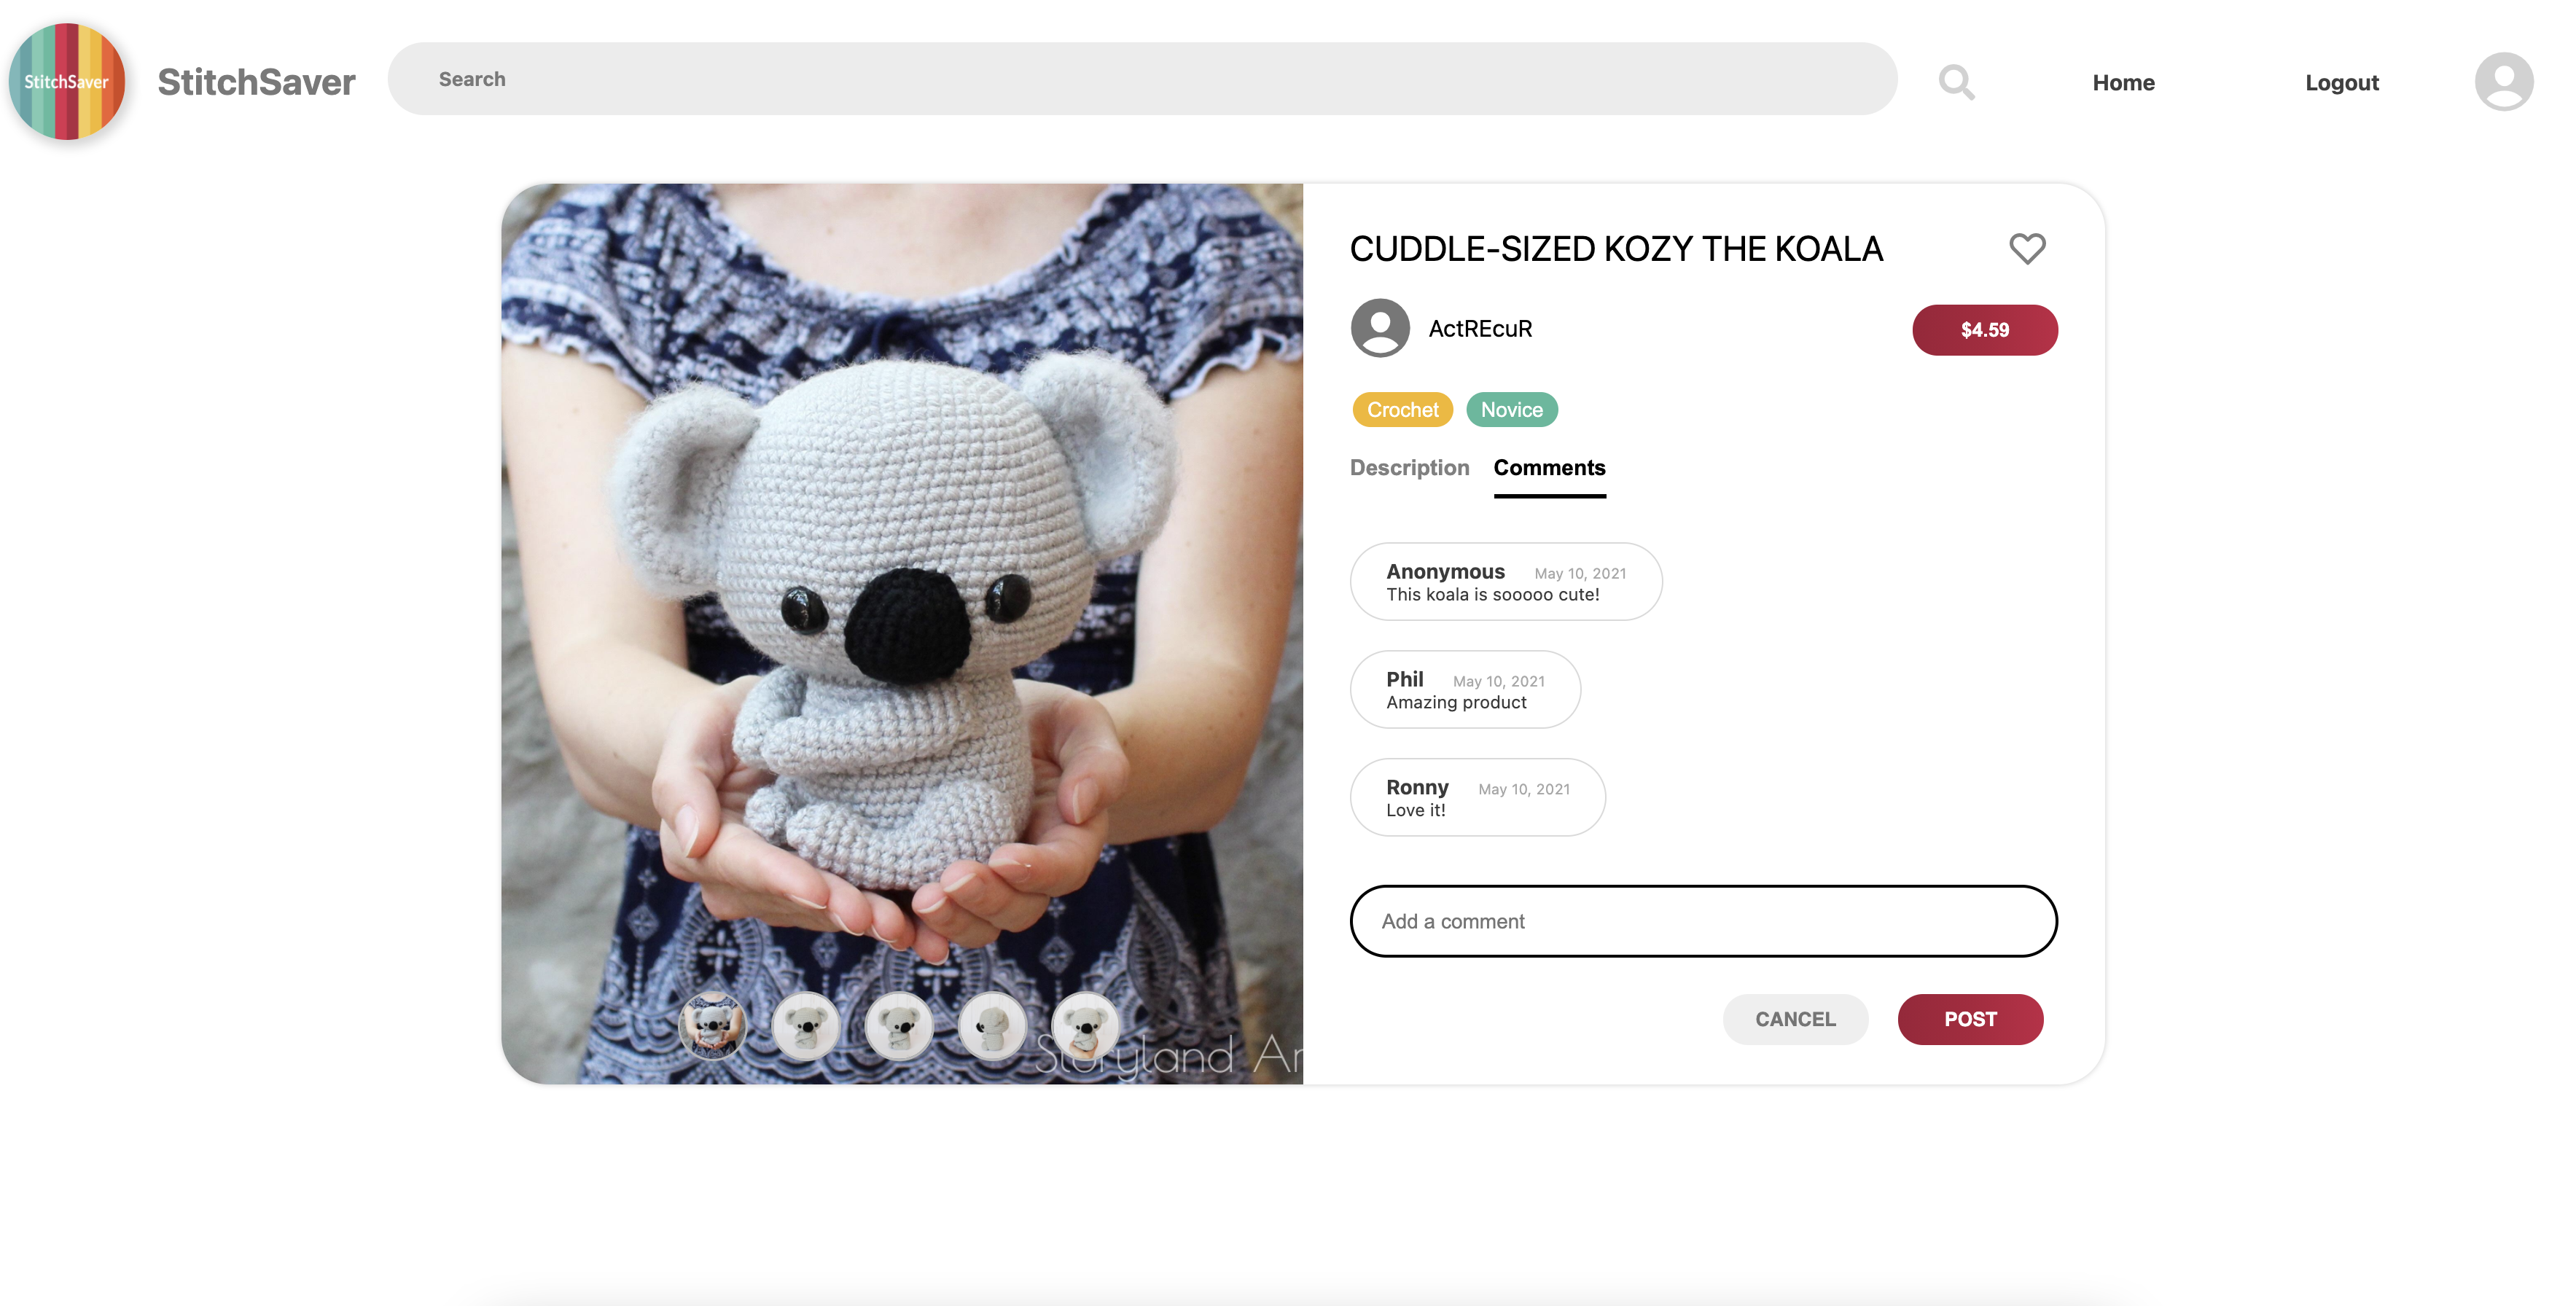 StitchSaver
StitchSaver
Search
Home
Logout
CUDDLE-SIZED KOZY THE KOALA
ActREcuR
$4.59
Crochet
Novice
Description
Comments
Anonymous May 10, 2021
This koala is sooooo cute!
Phil May 10, 2021
Amazing product
Ronny May 10, 2021
Love it!
Add a comment
CANCEL
POST
Storyland Ar